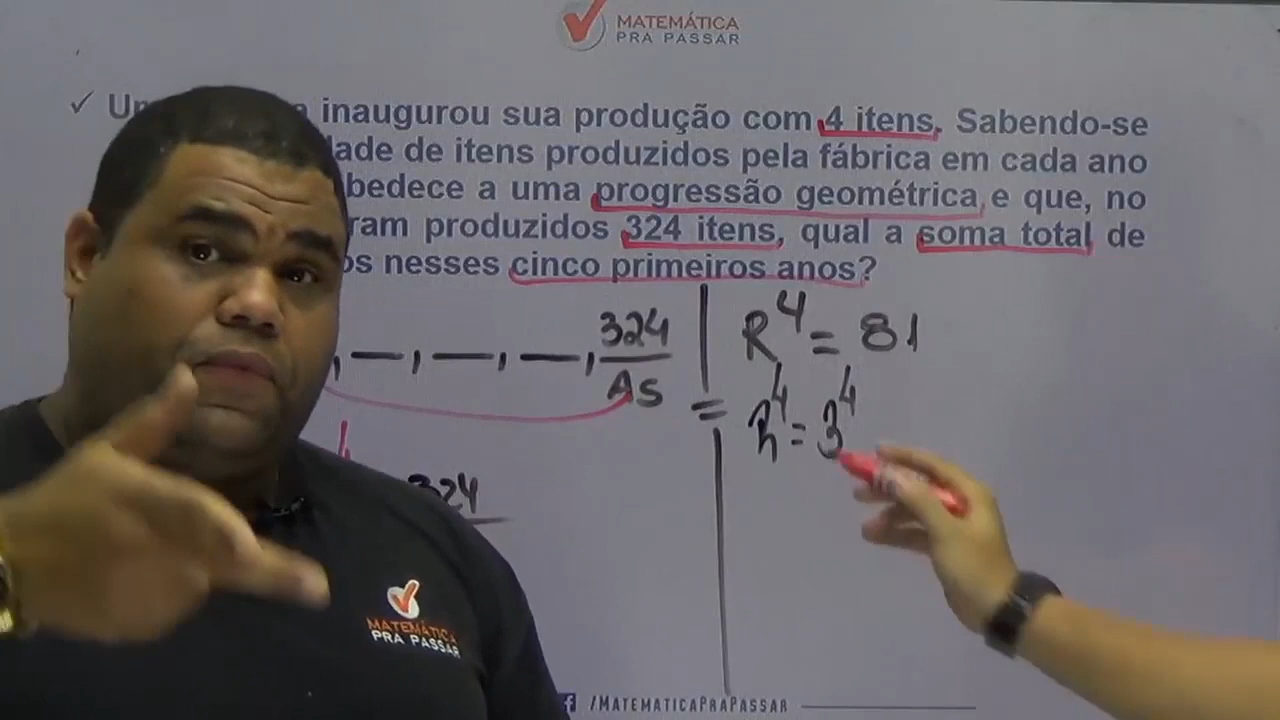 MATEMÁTICA
PRA PASSAR
✓ inaugurou sua produção com 4 itens. Sabendo-se
dade de itens produzidos pela fábrica em cada ano
bedece a uma progressão geométrica e que, no
ram produzidos 324 itens, qual a soma total de
os nesses cinco primeiros anos?
324
A5
R⁴ = 81
=
r⁴ = 3⁴
324
MATEMÁTICA
PRA PASSAR
/MATEMATICAPRAPASSAR